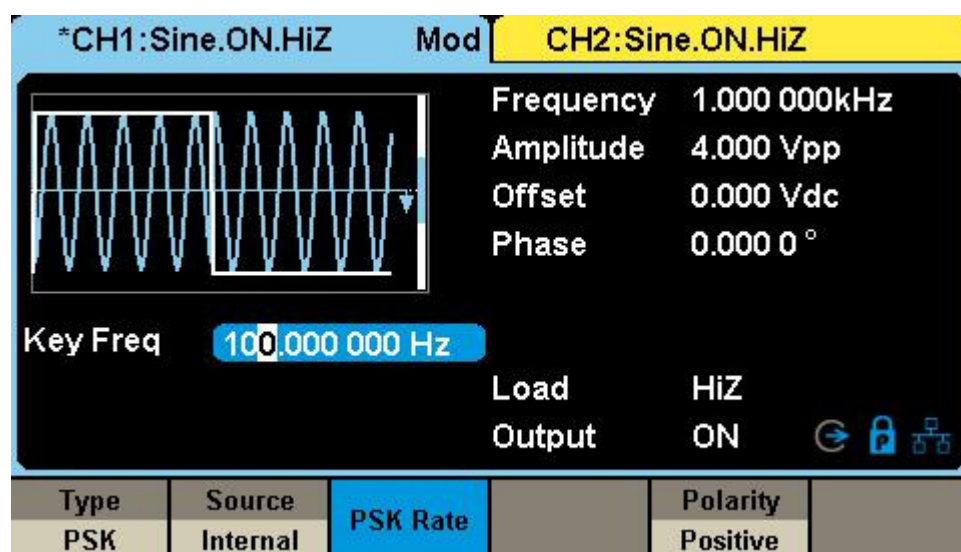 *CH1:Sine.ON.HiZ Mod CH2:Sine.ON.HiZ
Frequency 1.000 000kHz
Amplitude 4.000 Vpp
Offset 0.000 Vdc
Phase 0.000 0 °
Key Freq 100.000 000 Hz
Load HiZ
Output ON P
Type Source PSK Rate Polarity
PSK Internal Positive